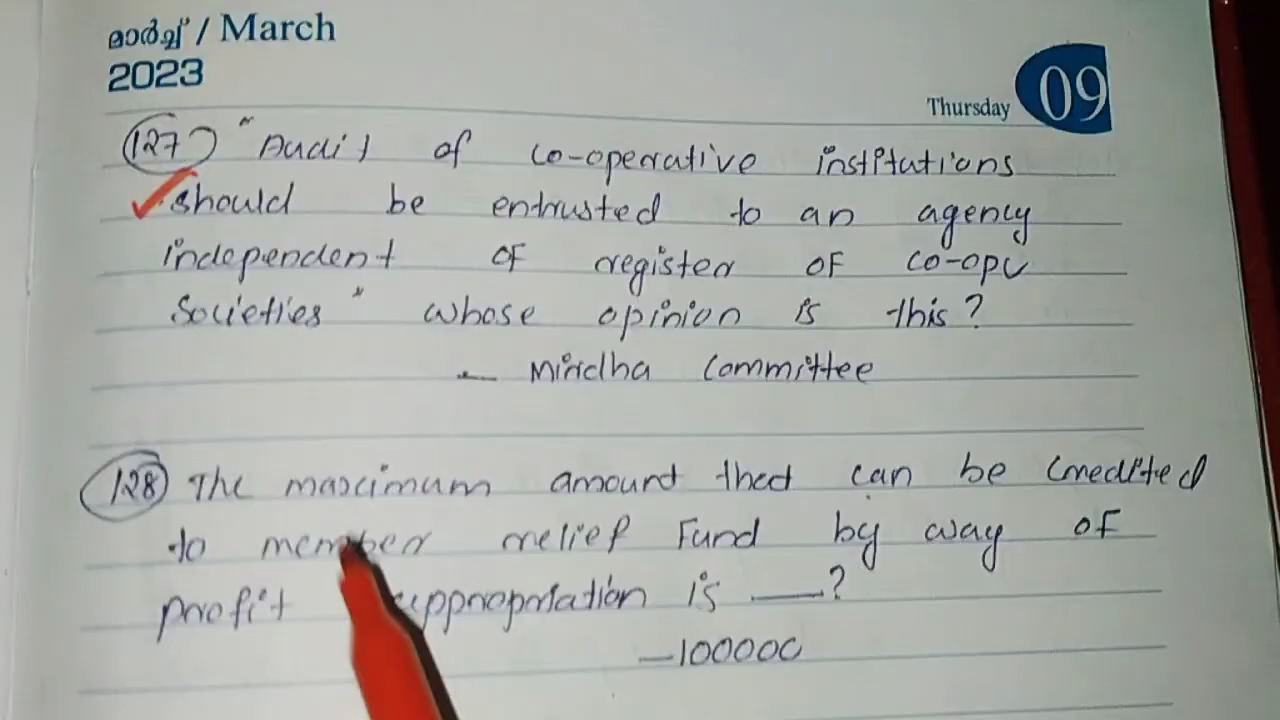 മാർച്ച് / March
2023
Thursday 09
127) "Audit of co-operative institutions
should be entrusted to an agency
independent of register of co-opv
societies" whose opinion is this?
- Miridha Committee
128 The maximum amount that can be credited
to member relief Fund by way of
profit appropriation is ?
- 100000